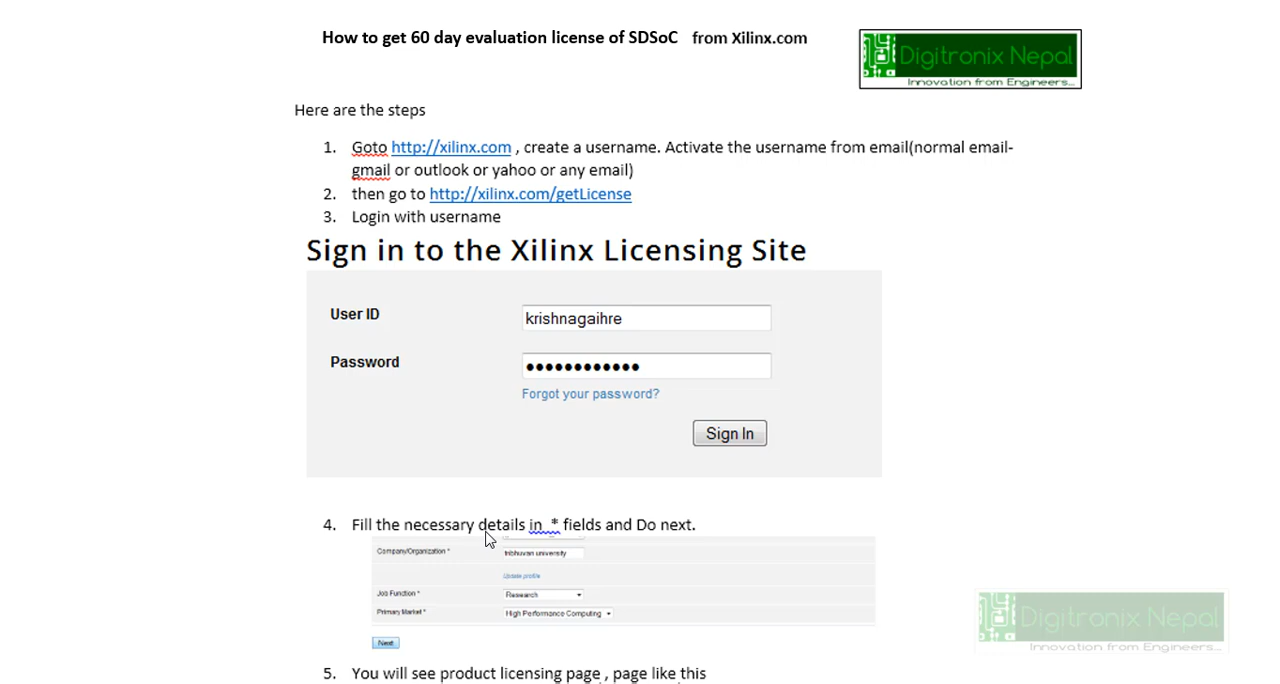 How to get 60 day evaluation license of SDSoC from Xilinx.com
Digitronix Nepal
Innovation from Engineers...
Here are the steps
1. Goto http://xilinx.com , create a username. Activate the username from email(normal email-
gmail or outlook or yahoo or any email)
2. then go to http://xilinx.com/getLicense
3. Login with username
Sign in to the Xilinx Licensing Site
User ID krishnagaihre
Password ••••••••••••
Forgot your password?
Sign In
4. Fill the necessary details in * fields and Do next.
Company/Organization * tribhuvan university
Update profile
Job Function * Research
Primary Market * High Performance Computing
Next
Digitronix Nepal
Innovation from Engineers...
5. You will see product licensing page , page like this